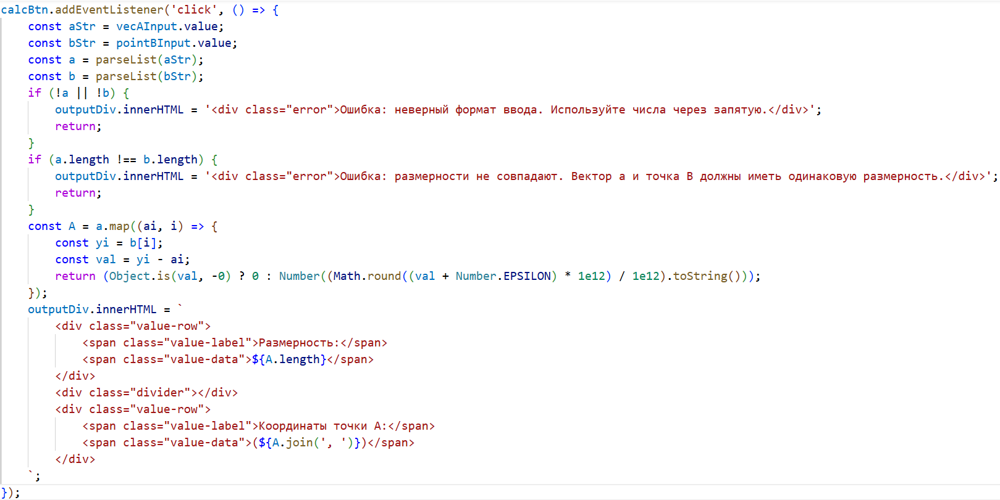 calcBtn.addEventListener('click', () => {
    const aStr = vecAInput.value;
    const bStr = pointBInput.value;
    const a = parseList(aStr);
    const b = parseList(bStr);
    if (!a || !b) {
        outputDiv.innerHTML = '<div class="error">Ошибка: неверный формат ввода. Используйте числа через запятую.</div>';
        return;
    }
    if (a.length !== b.length) {
        outputDiv.innerHTML = '<div class="error">Ошибка: размерности не совпадают. Вектор a и точка B должны иметь одинаковую размерность.</div>';
        return;
    }
    const A = a.map((ai, i) => {
        const yi = b[i];
        const val = yi - ai;
        return (Object.is(val, -0) ? 0 : Number((Math.round((val + Number.EPSILON) * 1e12) / 1e12).toString()));
    });
    outputDiv.innerHTML = `
        <div class="value-row">
            <span class="value-label">Размерность:</span>
            <span class="value-data">${A.length}</span>
        </div>
        <div class="divider"></div>
        <div class="value-row">
            <span class="value-label">Координаты точки A:</span>
            <span class="value-data">(${A.join(', ')})</span>
        </div>
    `;
});